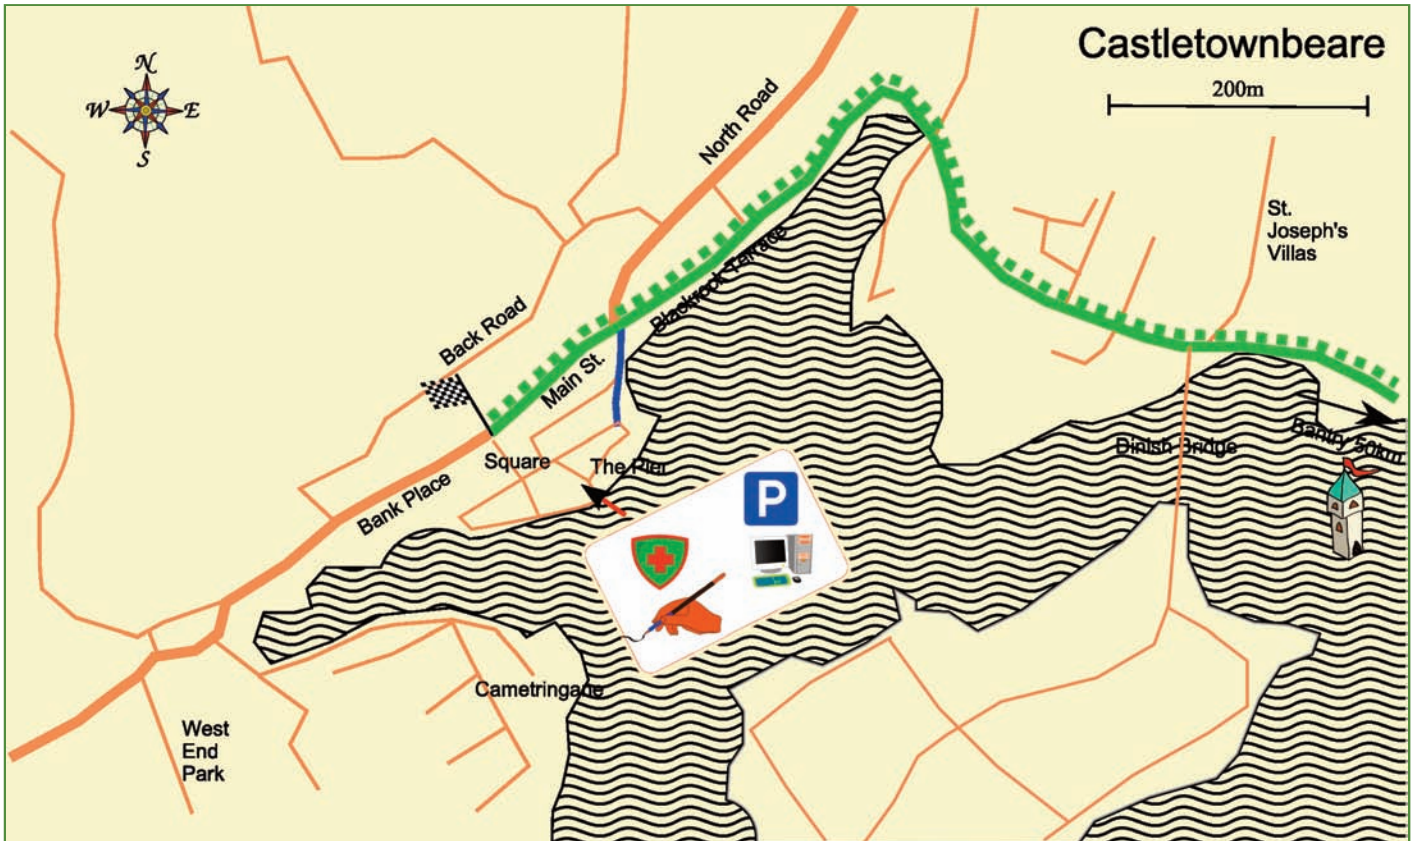 Castletownbeare
200m
N
W
E
S
North Road
St.
Joseph's
Villas
Blackrock Terrace
Back Road
Main St.
Bantry 50km
Dinish Bridge
Square
The Pier
P
Bank Place
Cametringane
West
End
Park